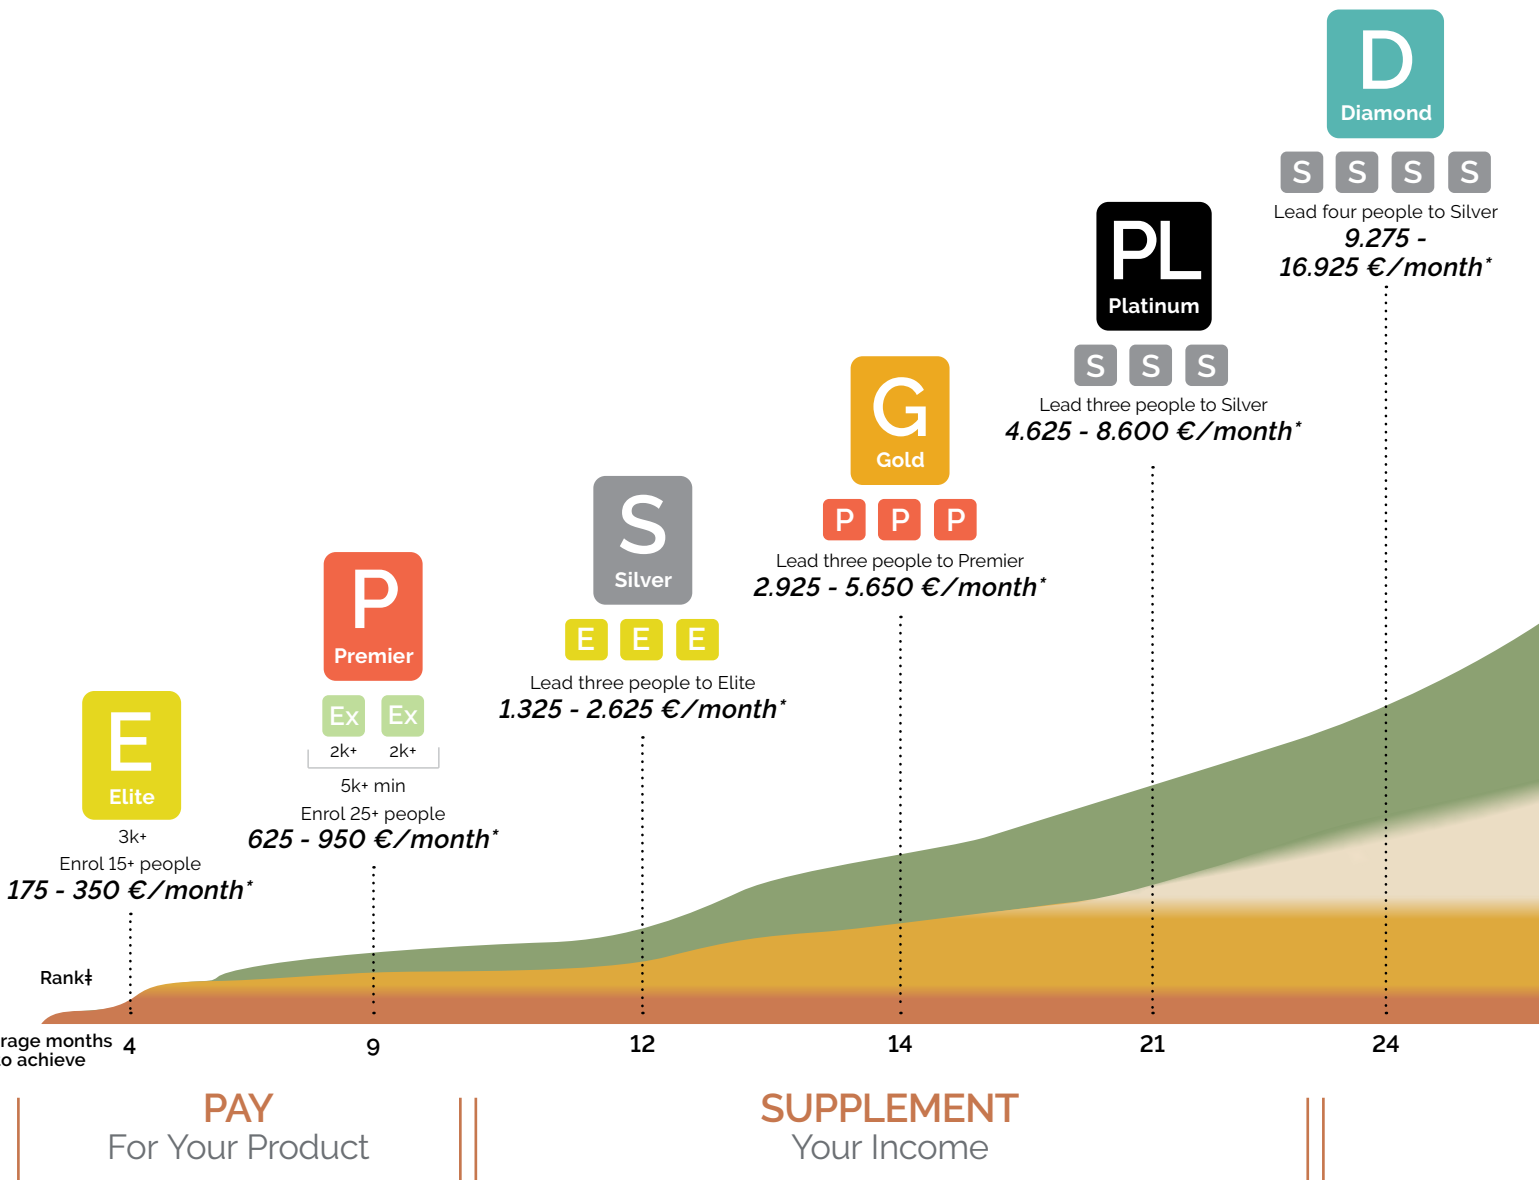 D
Diamond
S S S S
Lead four people to Silver
9.275 -
16.925 €/month*
PL
Platinum
S S S
Lead three people to Silver
4.625 - 8.600 €/month*
G
Gold
P P P
Lead three people to Premier
2.925 - 5.650 €/month*
S
Silver
E E E
Lead three people to Elite
1.325 - 2.625 €/month*
P
Premier
Ex Ex
2k+ 2k+
5k+ min
Enrol 25+ people
625 - 950 €/month*
E
Elite
3k+
Enrol 15+ people
175 - 350 €/month*
Rank‡
rage months
to achieve
4 9 12 14 21 24
PAY
For Your Product
SUPPLEMENT
Your Income